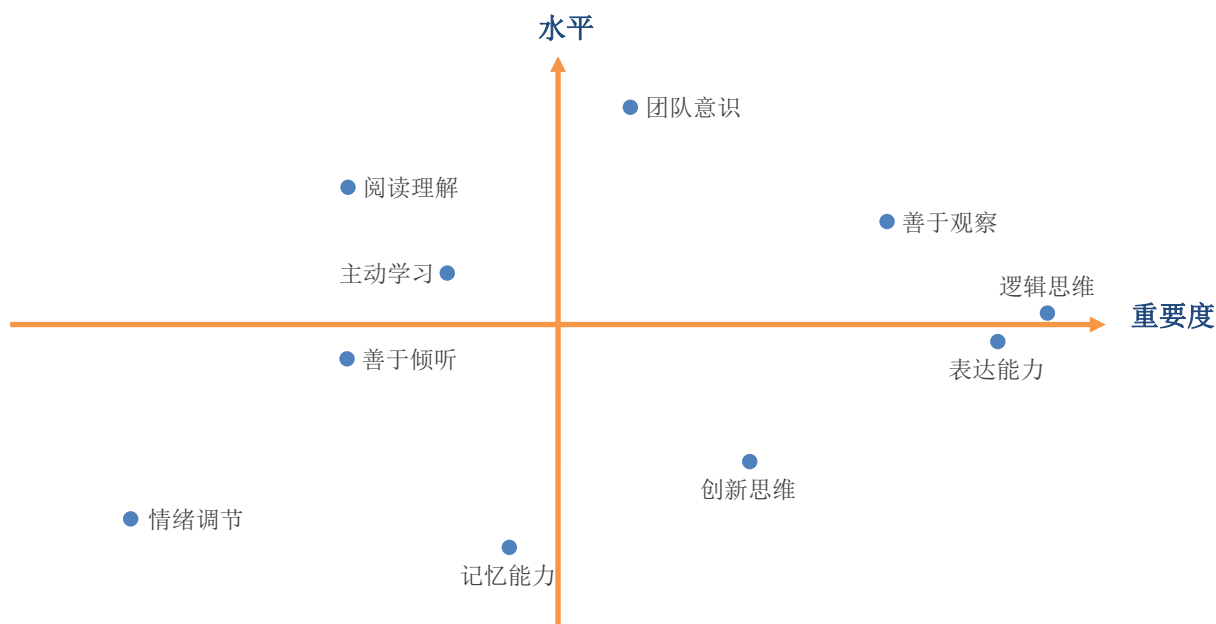 水平
团队意识
阅读理解
善于观察
主动学习
逻辑思维
重要度
善于倾听
表达能力
创新思维
情绪调节
记忆能力